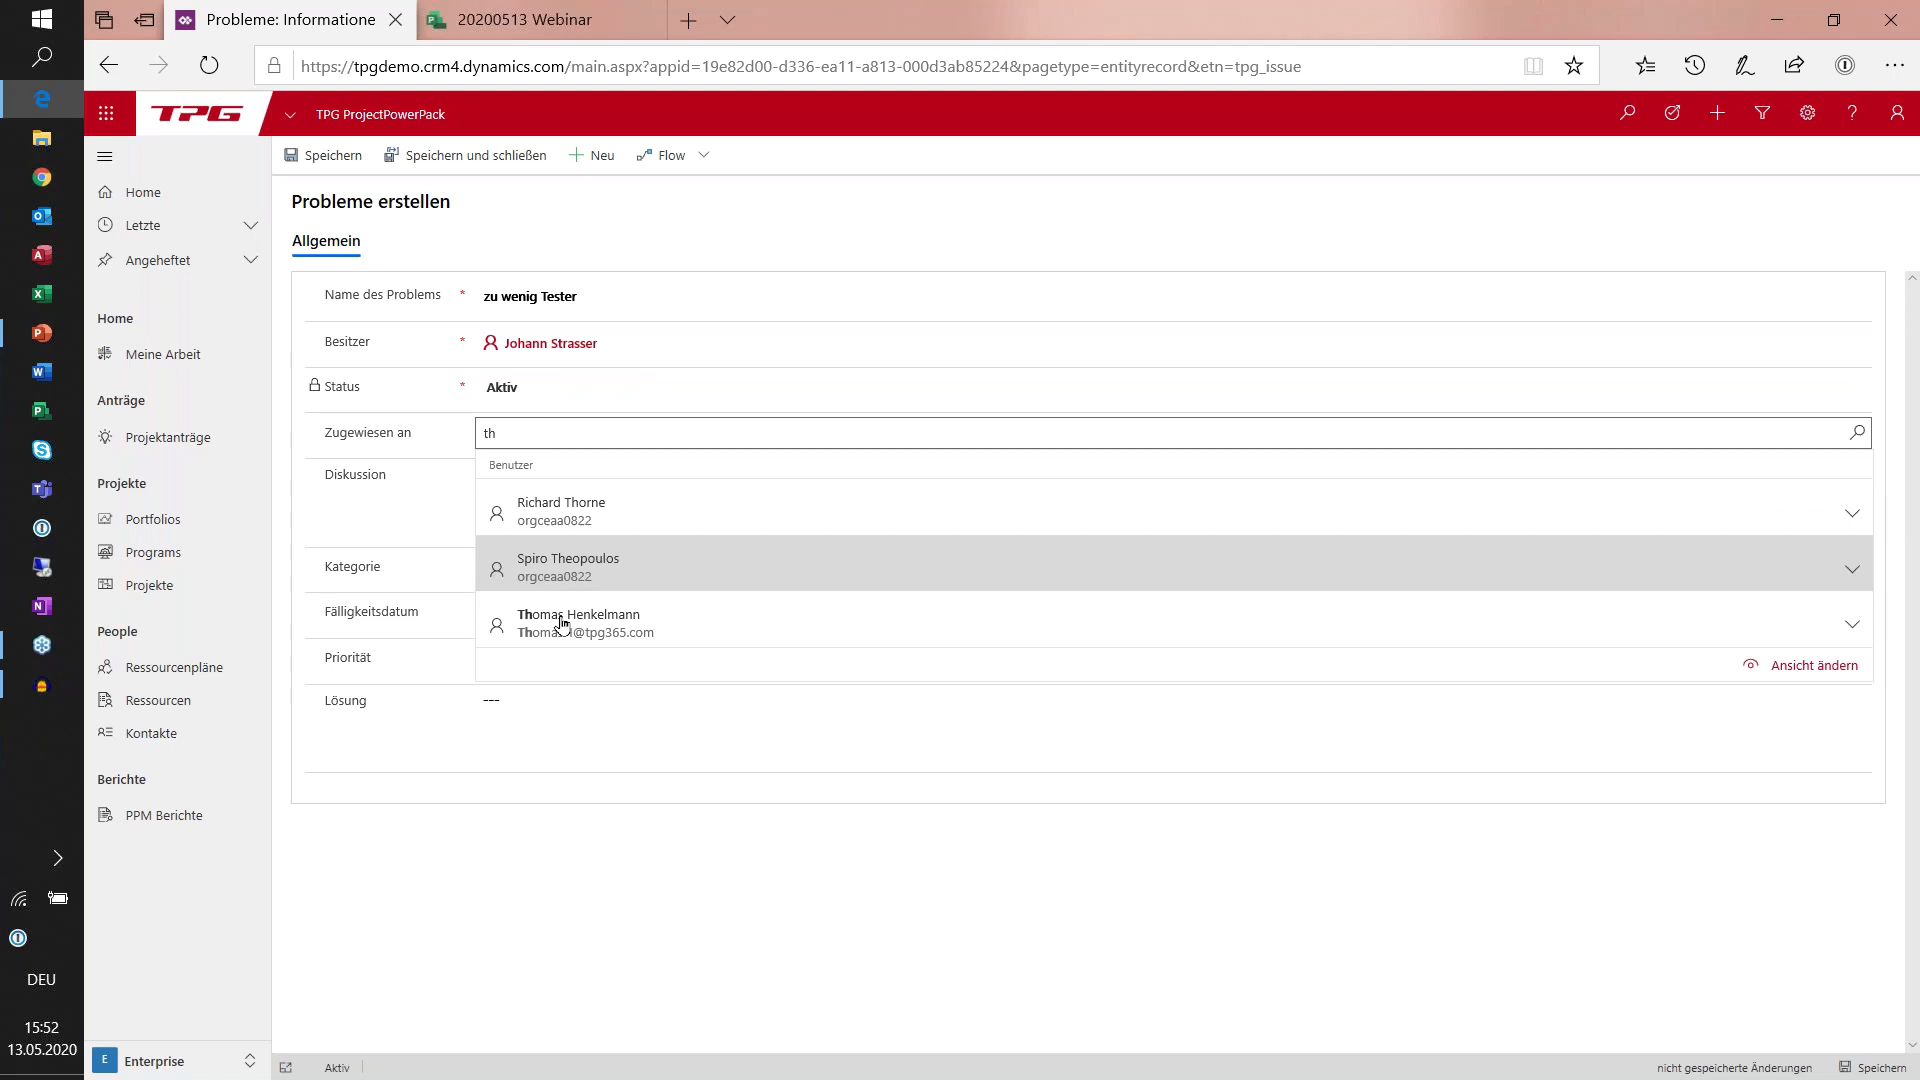 Probleme: Informatione
20200513 Webinar
https://tpgdemo.crm4.dynamics.com/main.aspx?appid=19e82d00-d336-ea11-a813-000d3ab85224&pagetype=entityrecord&etn=tpg_issue
TPG
TPG ProjectPowerPack
Speichern
Speichern und schließen
Neu
Flow
Home
Letzte
Angeheftet
Home
Meine Arbeit
Anträge
Projektanträge
Projekte
Portfolios
Programs
Projekte
People
Ressourcenpläne
Ressourcen
Kontakte
Berichte
PPM Berichte
E Enterprise
Probleme erstellen
Allgemein
Name des Problems * zu wenig Tester
Besitzer * Johann Strasser
Status * Aktiv
Zugewiesen an th
Diskussion
Kategorie
Fälligkeitsdatum
Priorität
Lösung ---
Benutzer
Richard Thorne
orgceaa0822
Spiro Theopoulos
orgceaa0822
Thomas Henkelmann
@tpg365.com
Ansicht ändern
Aktiv
nicht gespeicherte Änderungen
Speichern
DEU
15:52
13.05.2020